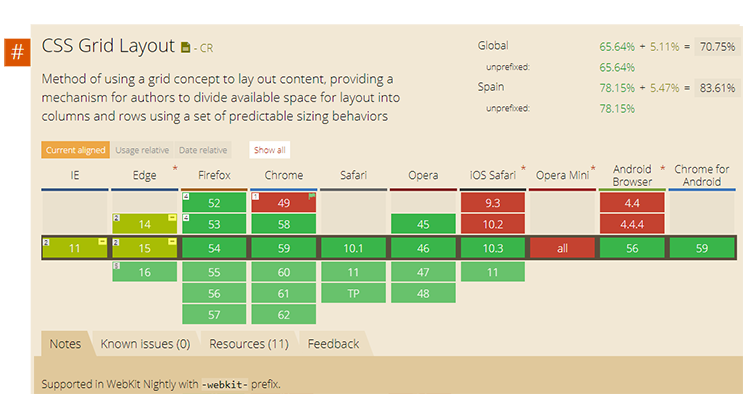 #
CSS Grid Layout - CR
Global 65.64% + 5.11% = 70.75%
unprefixed: 65.64%
Spain 78.15% + 5.47% = 83.61%
unprefixed: 78.15%
Method of using a grid concept to lay out content, providing a
mechanism for authors to divide available space for layout into
columns and rows using a set of predictable sizing behaviors
Current aligned Usage relative Date relative Show all
IE Edge * Firefox Chrome Safari Opera iOS Safari * Opera Mini * Android Browser * Chrome for Android
4 52 1 49 9.3 4.4
2 14 4 53 58 45 10.2 4.4.4
2 11 2 15 54 59 10.1 46 10.3 all 56 59
16 55 60 11 47 11
56 61 TP 48
57 62
Notes Known issues (0) Resources (11) Feedback
Supported in WebKit Nightly with -webkit- prefix.